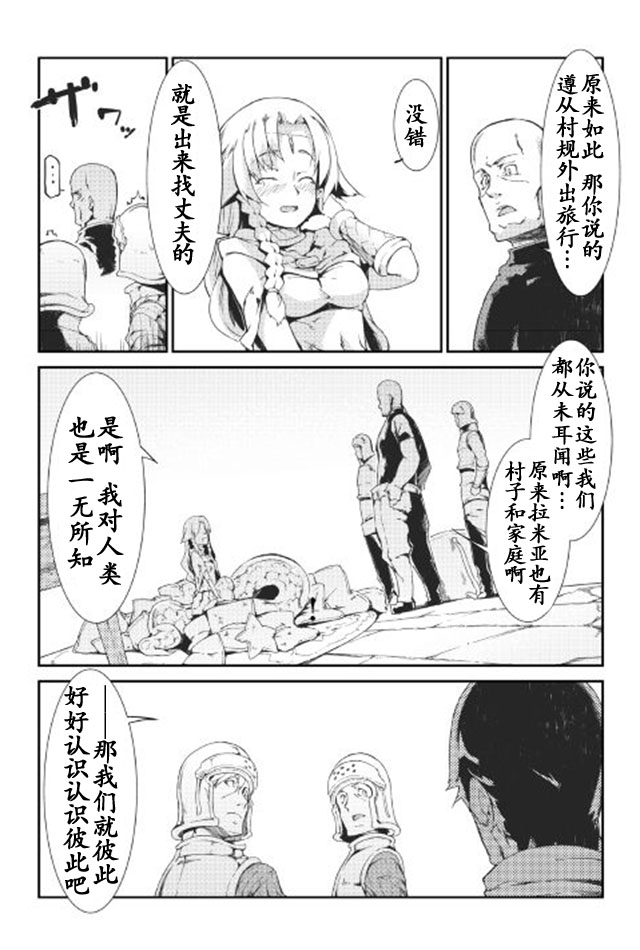 原来如此 那你说的
遵从村规外出旅行…
没错
就是出来找丈夫的
ザワッ
…
你说的这些我们
都从未耳闻啊…
原来拉米亚也有
村子和家庭啊
是啊 我对人类
也是一无所知
——那我们就彼此
好好认识认识彼此吧